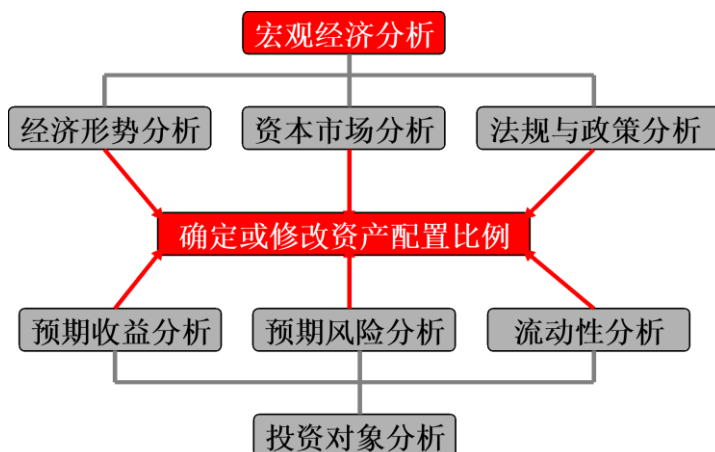 宏观经济分析
经济形势分析
资本市场分析
法规与政策分析
确定或修改资产配置比例
预期收益分析
预期风险分析
流动性分析
投资对象分析